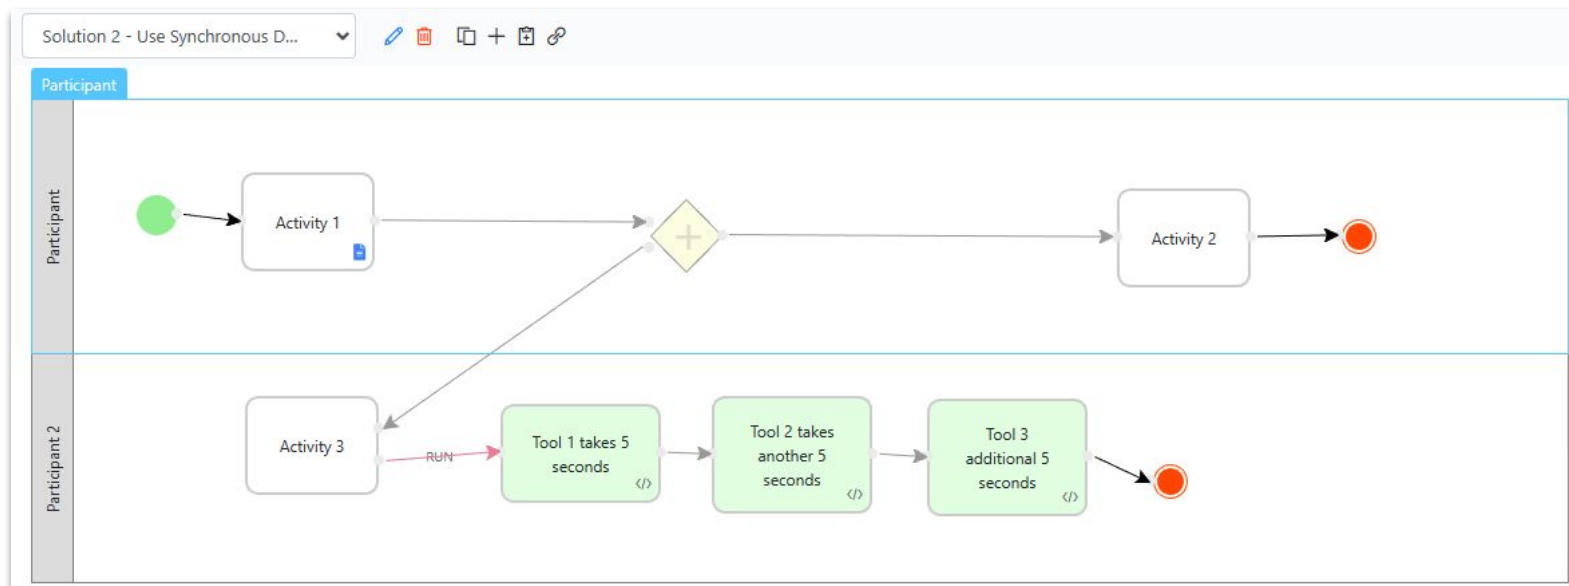 Solution 2 - Use Synchronous D...
Participant
Participant
Activity 1
Activity 2
Participant 2
Activity 3
RUN
Tool 1 takes 5
seconds
</>
Tool 2 takes
another 5
seconds
</>
Tool 3
additional 5
seconds
</>